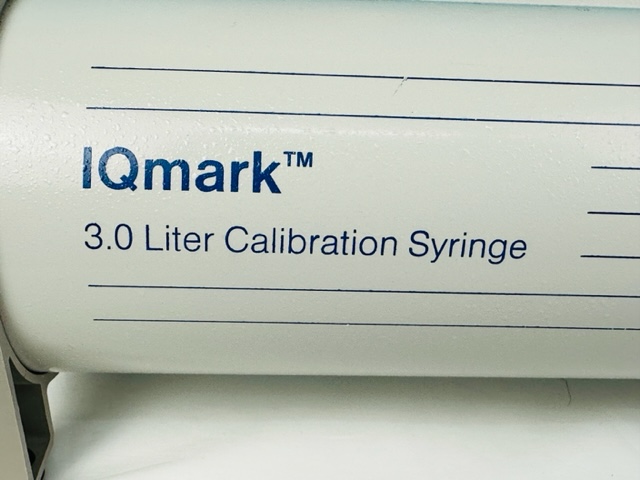 IQmark™
3.0 Liter Calibration Syringe